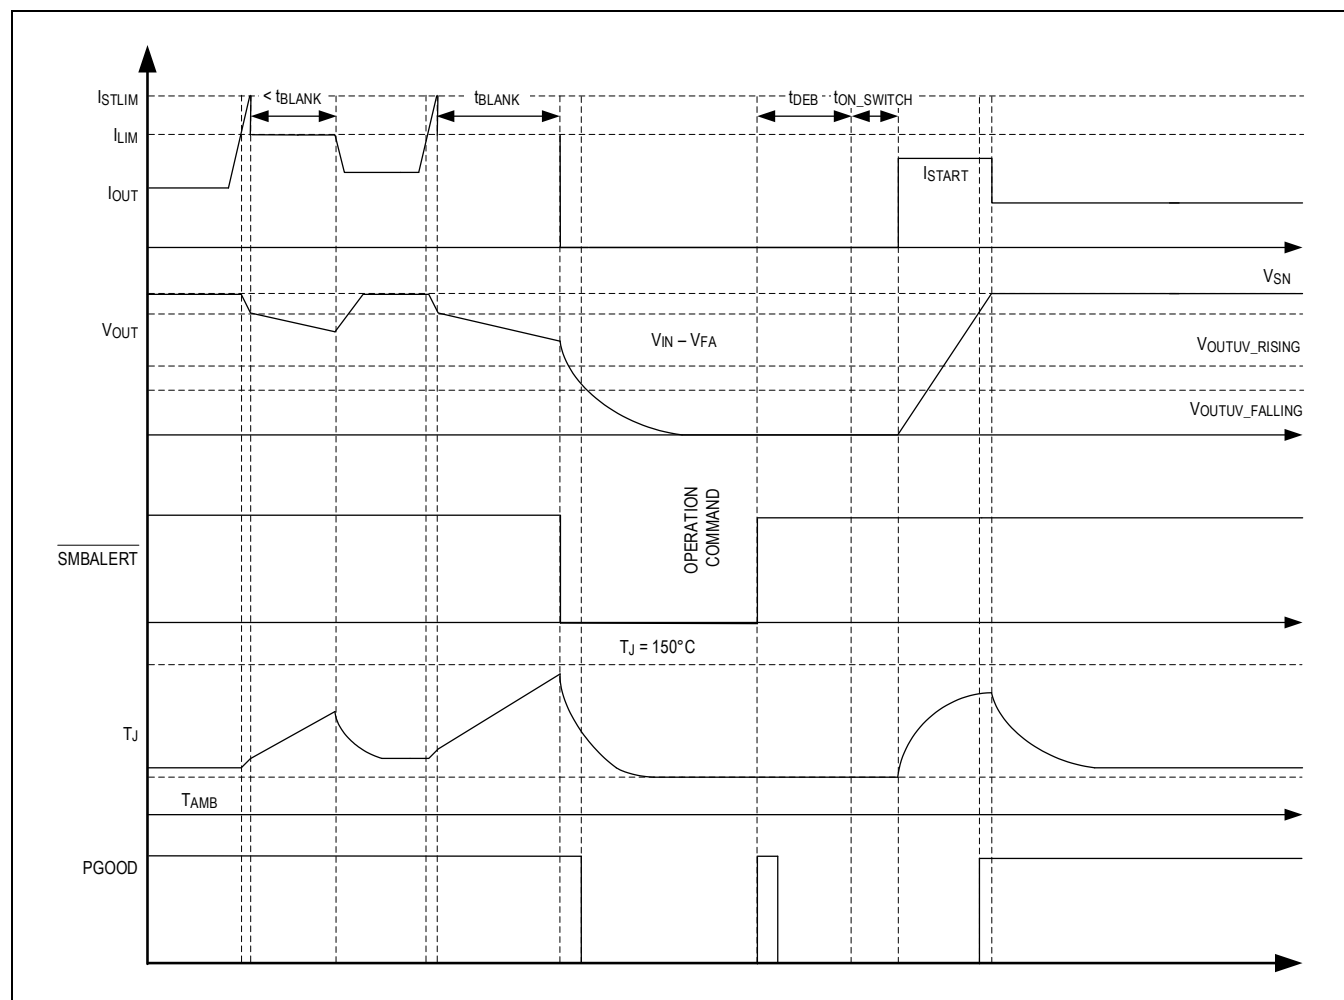 ISTLIM
< tBLANK
tBLANK
tDEB
tON_SWITCH
ILIM
ISTART
IOUT
VSN
VOUT
VIN – VFA
VOUTUV_RISING
VOUTUV_FALLING
OPERATION
COMMAND
SMBALERT
TJ = 150°C
TJ
TAMB
PGOOD